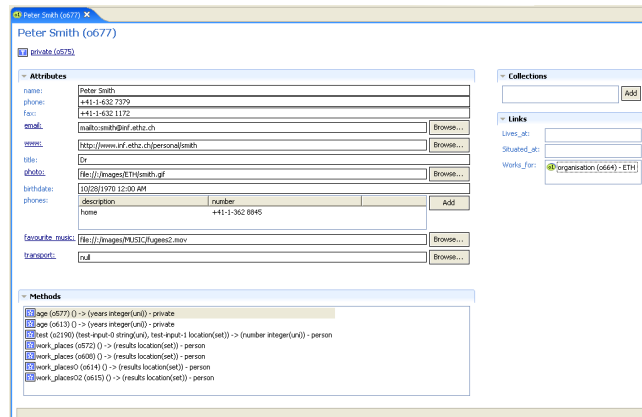 Peter Smith (o677)
Peter Smith (o677)
private (o575)
Attributes
name: Peter Smith
phone: +41-1-632 7379
fax: +41-1-632 1172
email: mailto:smith@inf.ethz.ch Browse...
www: http://www.inf.ethz.ch/personal/smith Browse...
title: Dr
photo: file://:/images/ETH/smith.gif Browse...
birthdate: 10/28/1970 12:00 AM
phones: description number Add
home +41-1-362 8845
favourite_music: file://:/images/MUSIC/fugees2.mov Browse...
transport: null Browse...
Methods
age (o577) () -> (years integer(uni)) - private
age (o613) () -> (years integer(uni)) - private
test (o2190) (test-input-0 string(uni), test-input-1 location(set)) -> (number integer(uni)) - person
work_places (o572) () -> (results location(set)) - person
work_places (o608) () -> (results location(set)) - person
work_placesO (o614) () -> (results location(set)) - person
work_placesO2 (o615) () -> (results location(set)) - person
Collections
Add
Links
Lives_at:
Situated_at:
Works_for: organisation (o664) - ETH